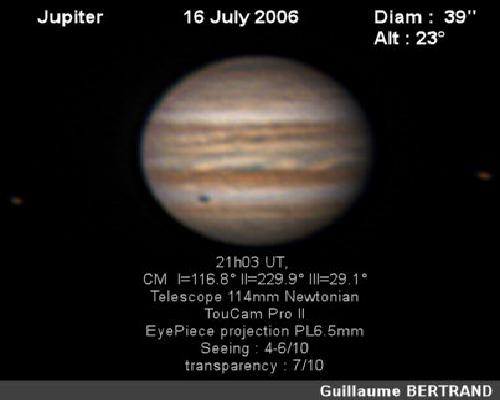 Jupiter 16 July 2006 Diam : 39"
Alt : 23°
21h03 UT,
CM I=116.8° II=229.9° III=29.1°
Telescope 114mm Newtonian
TouCam Pro II
EyePiece projection PL6.5mm
Seeing : 4-6/10
transparency : 7/10
Guillaume BERTRAND